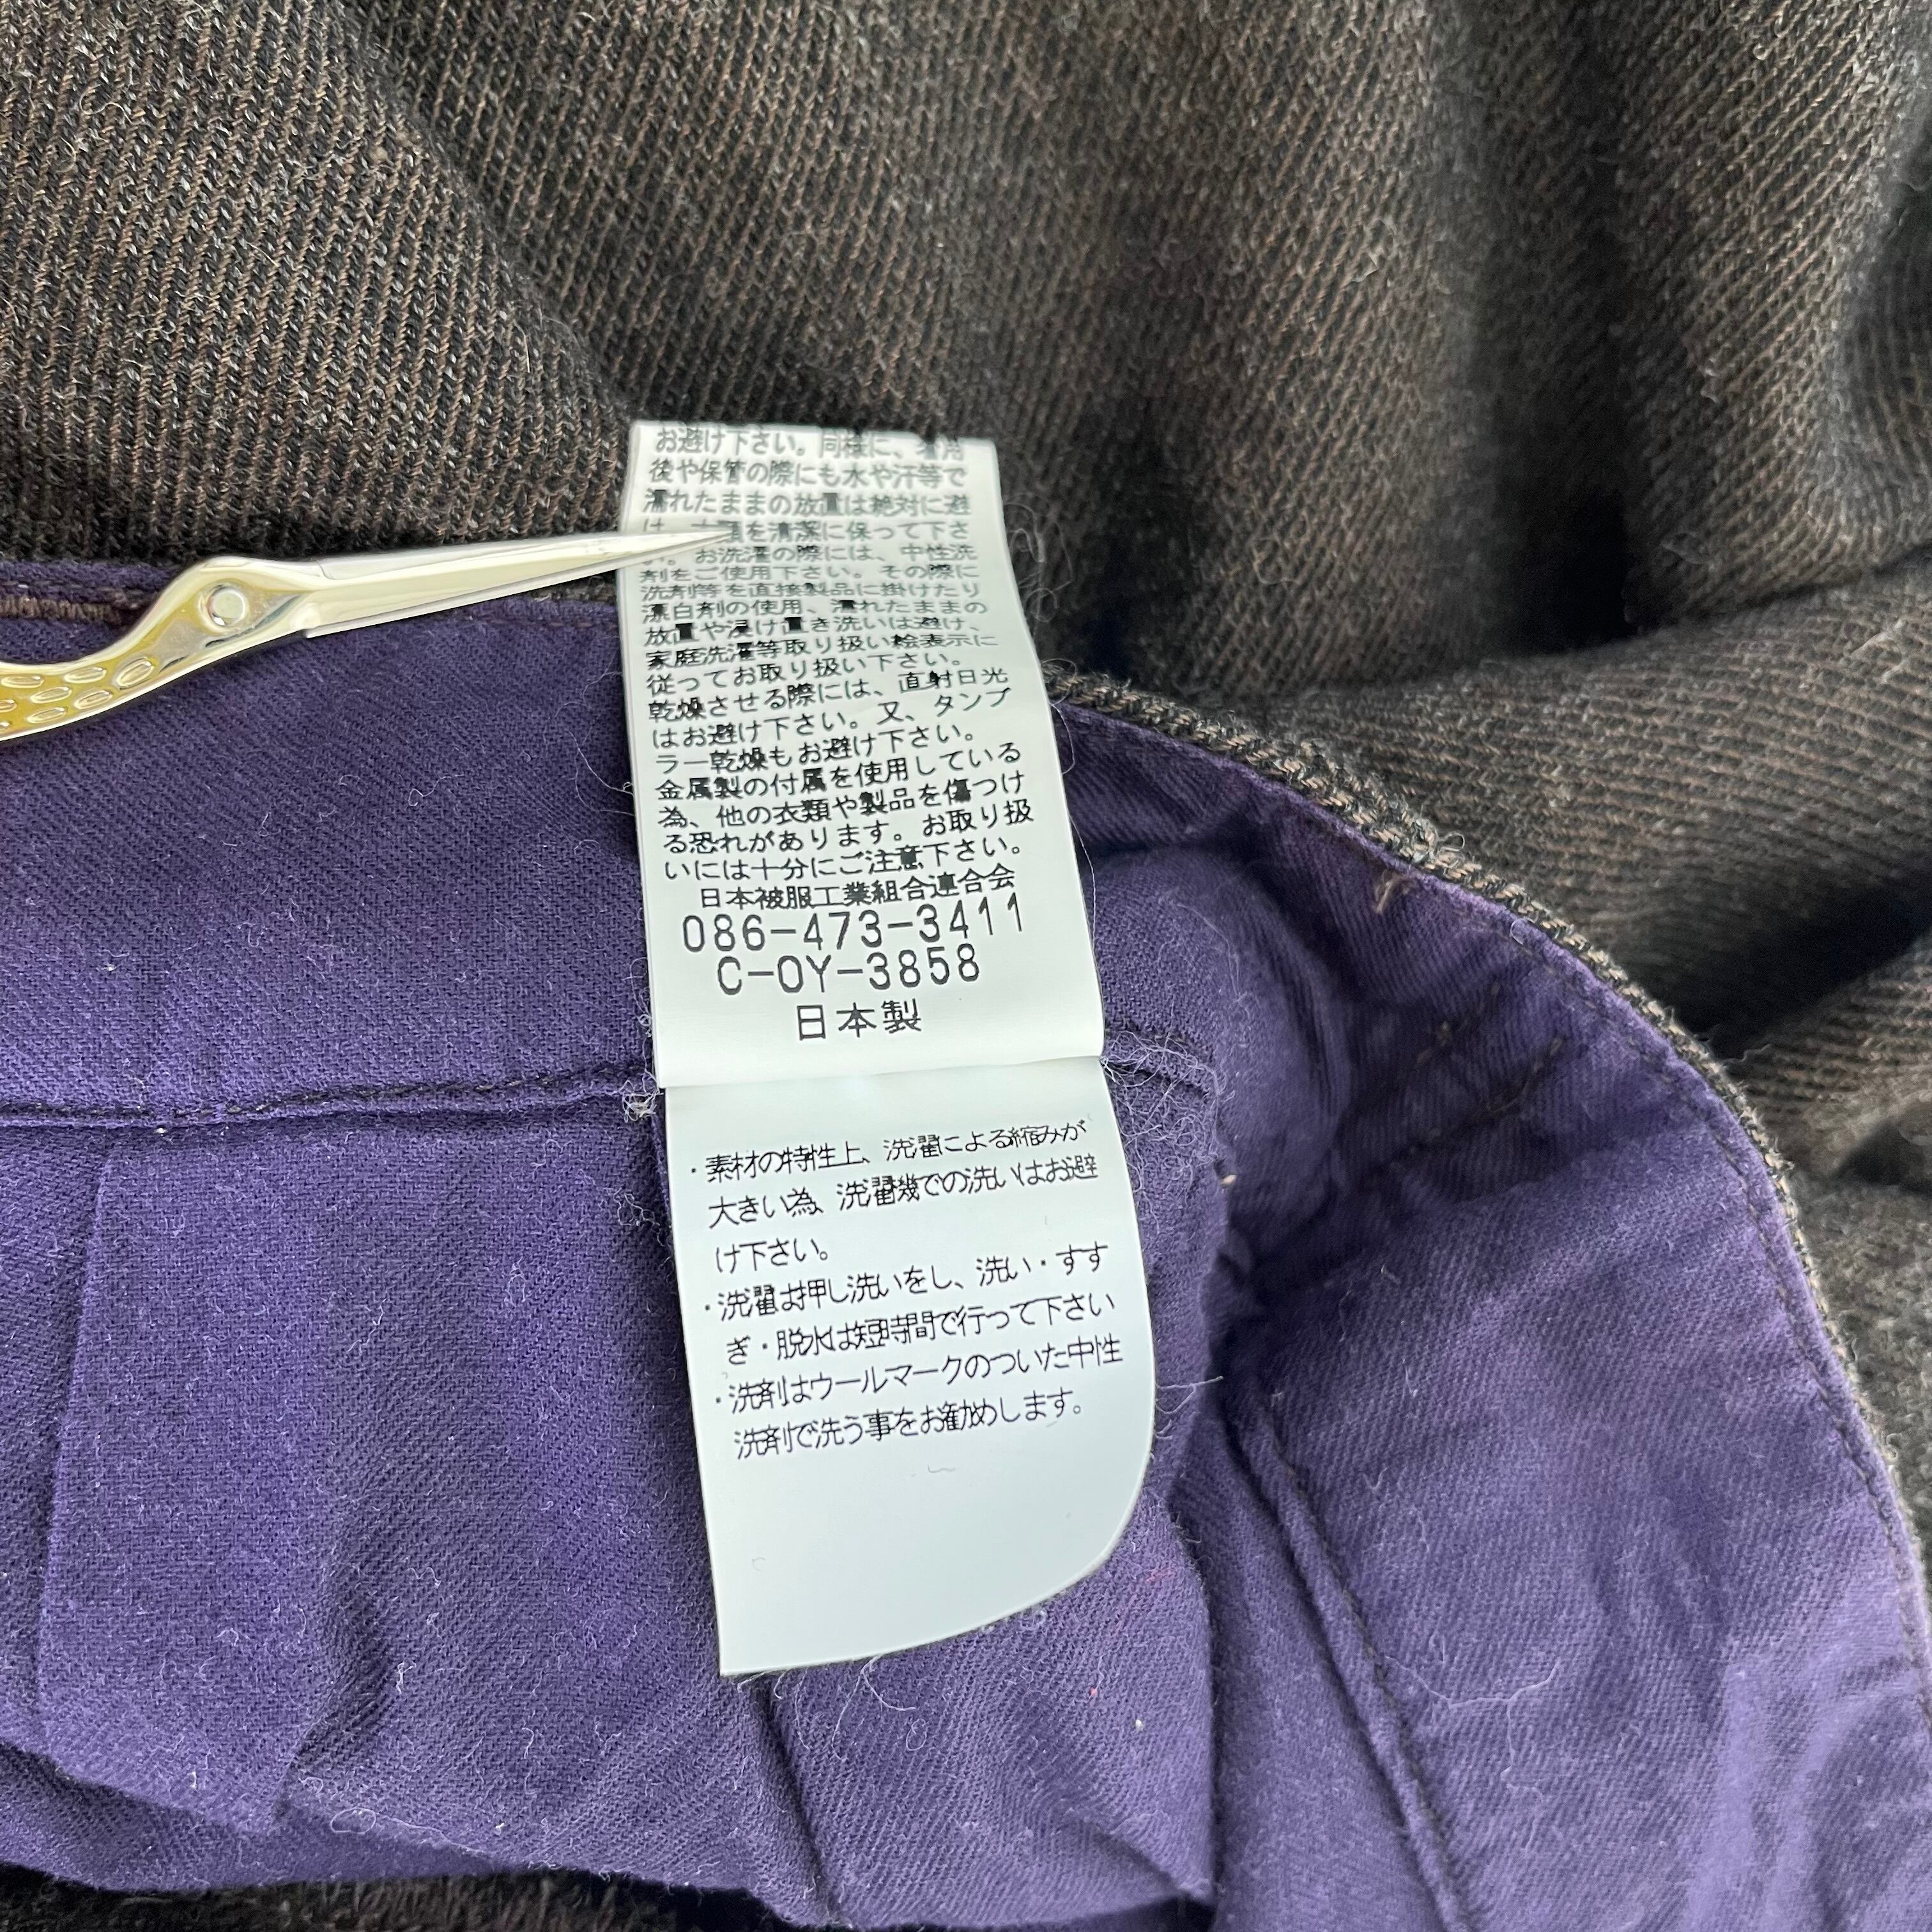 お避け下さい。同様に、着用
後や保管の際にも水や汗等で
濡れたままの放置は絶対に避
け、 類を清潔に保って下さ
い。お洗濯の際には、中性洗
剤をご使用下さい。その際に
洗剤等を直接製品に掛けたり
漂白剤の使用、濡れたままの
放置や浸け置き洗いは避け、
家庭洗濯等取り扱い絵表示に
従ってお取り扱い下さい。
乾燥させる際には、直射日光
はお避け下さい。又、タンブ
ラー乾燥もお避け下さい。
金属製の付属を使用している
為、他の衣類や製品を傷つけ
る恐れがあります。お取り扱
いには十分にご注意下さい。
日本被服工業組合連合会
086-473-3411
C-OY-3858
日本製
・素材の特性上、洗濯による縮みが
大きい為、洗濯幾での洗いはお避
け下さい。
・洗濯は押し洗いをし、洗い・すす
ぎ・脱水は短時間で行って下さい
・洗剤はウールマークのついた中性
洗剤で洗う事をお勧めします。